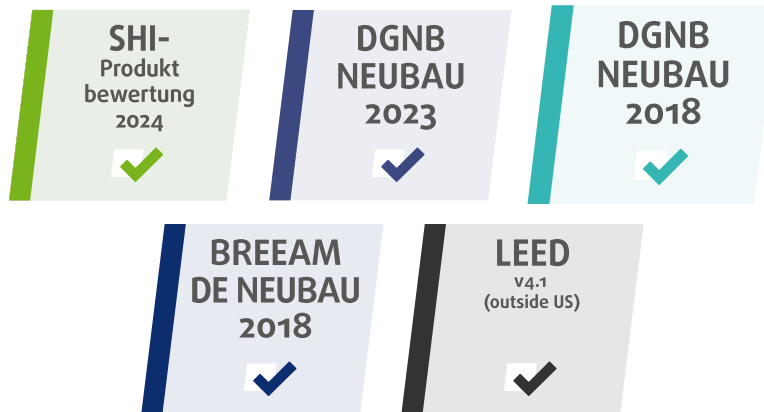 SHI-
Produkt
bewertung
2024
DGNB
NEUBAU
2023
DGNB
NEUBAU
2018
BREEAM
DE NEUBAU
2018
LEED
v4.1
(outside US)